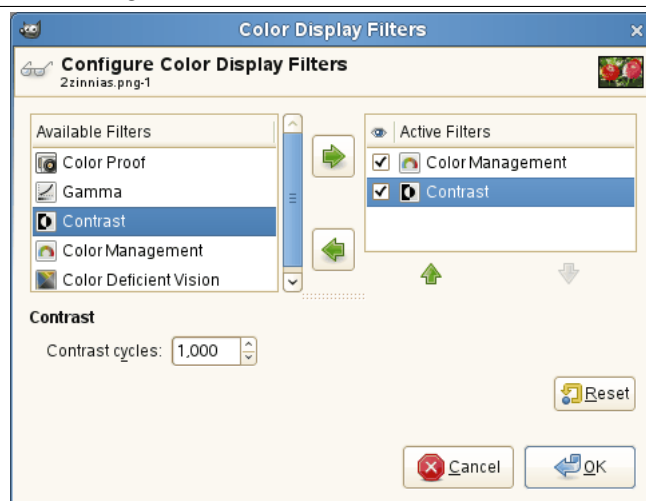 Color Display Filters
Configure Color Display Filters
2zinnias.png-1
Available Filters
Color Proof
Gamma
Contrast
Color Management
Color Deficient Vision
Active Filters
Color Management
Contrast
Contrast
Contrast cycles: 1,000
Reset
Cancel
OK